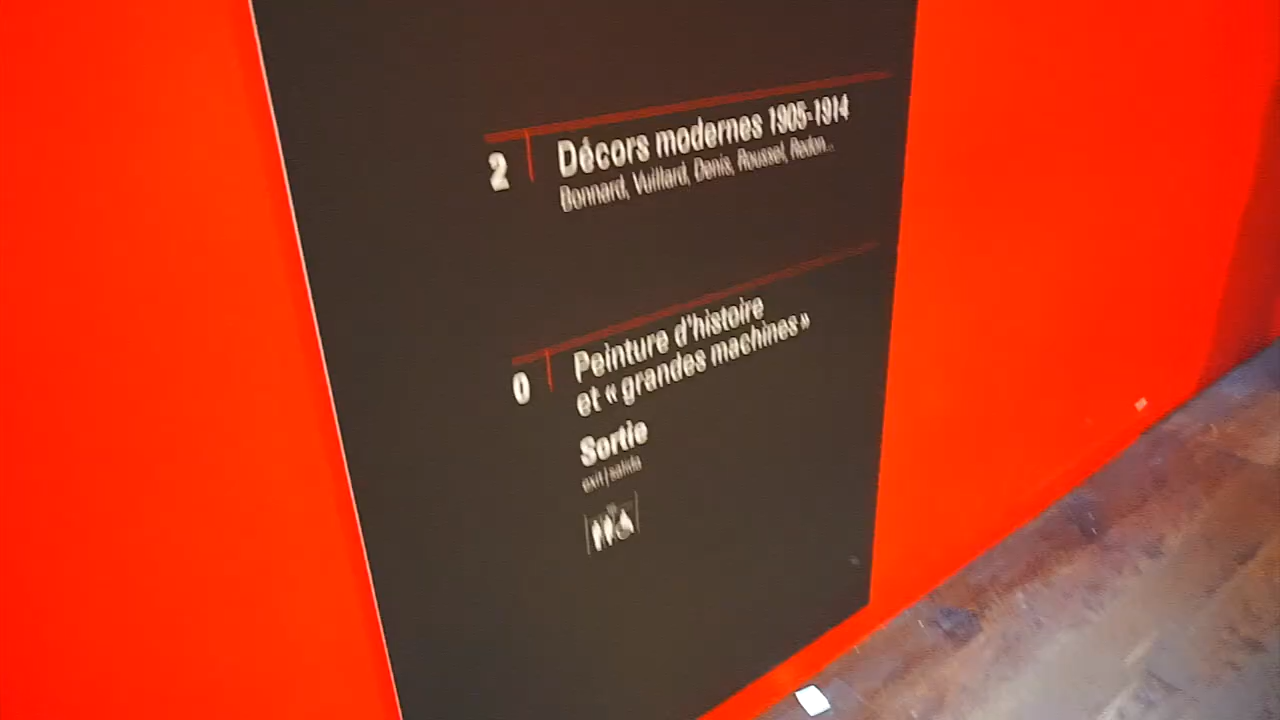 2
Décors modernes 1905-1914
Bonnard, Vuillard, Denis, Roussel, Redon...
0
Peinture d'histoire
et « grandes machines »
Sortie
exit | salida